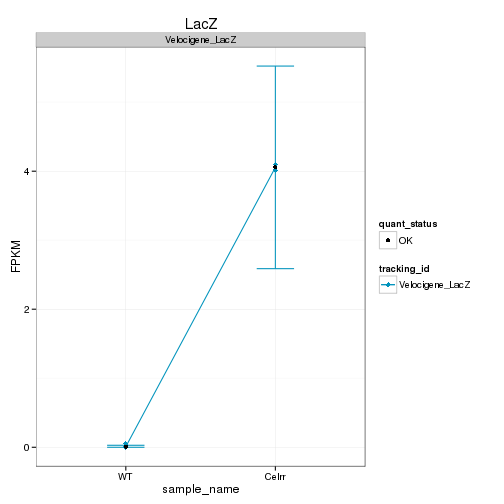 LacZ
Velocigene_LacZ
FPKM
4
2
0
WT
Celrr
sample_name
quant_status
OK
tracking_id
Velocigene_LacZ